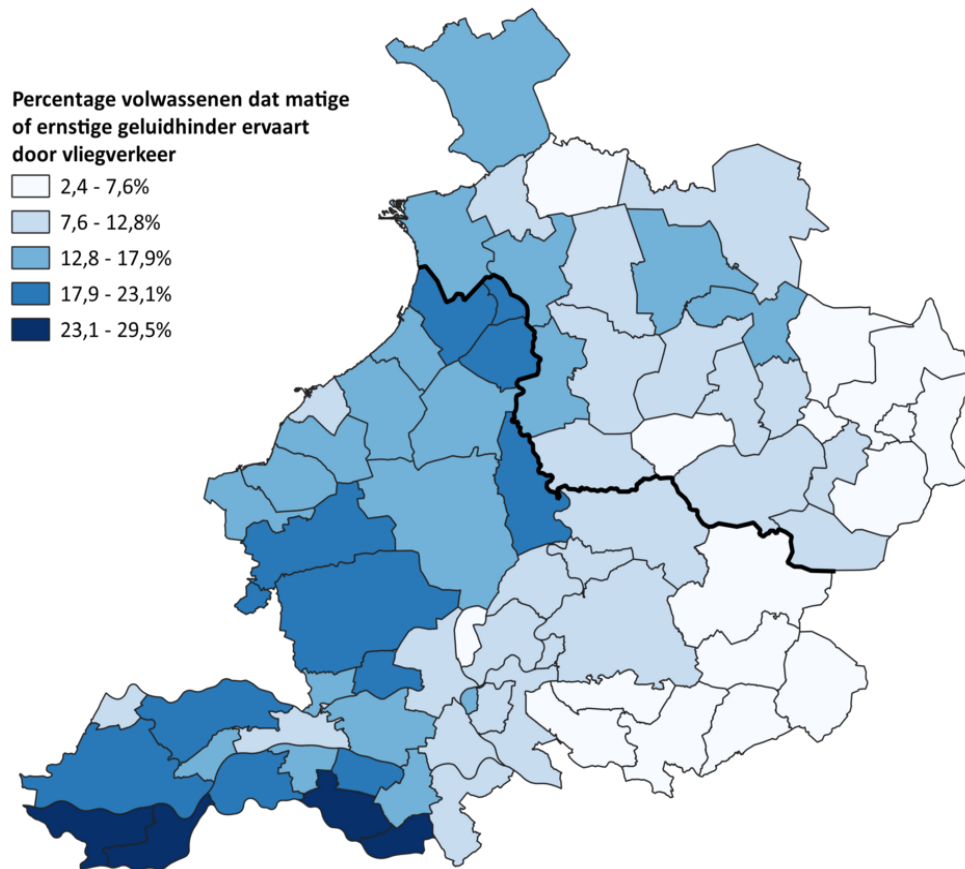 Percentage volwassenen dat matige
of ernstige geluidhinder ervaart
door vliegverkeer
2,4 - 7,6%
7,6 - 12,8%
12,8 - 17,9%
17,9 - 23,1%
23,1 - 29,5%